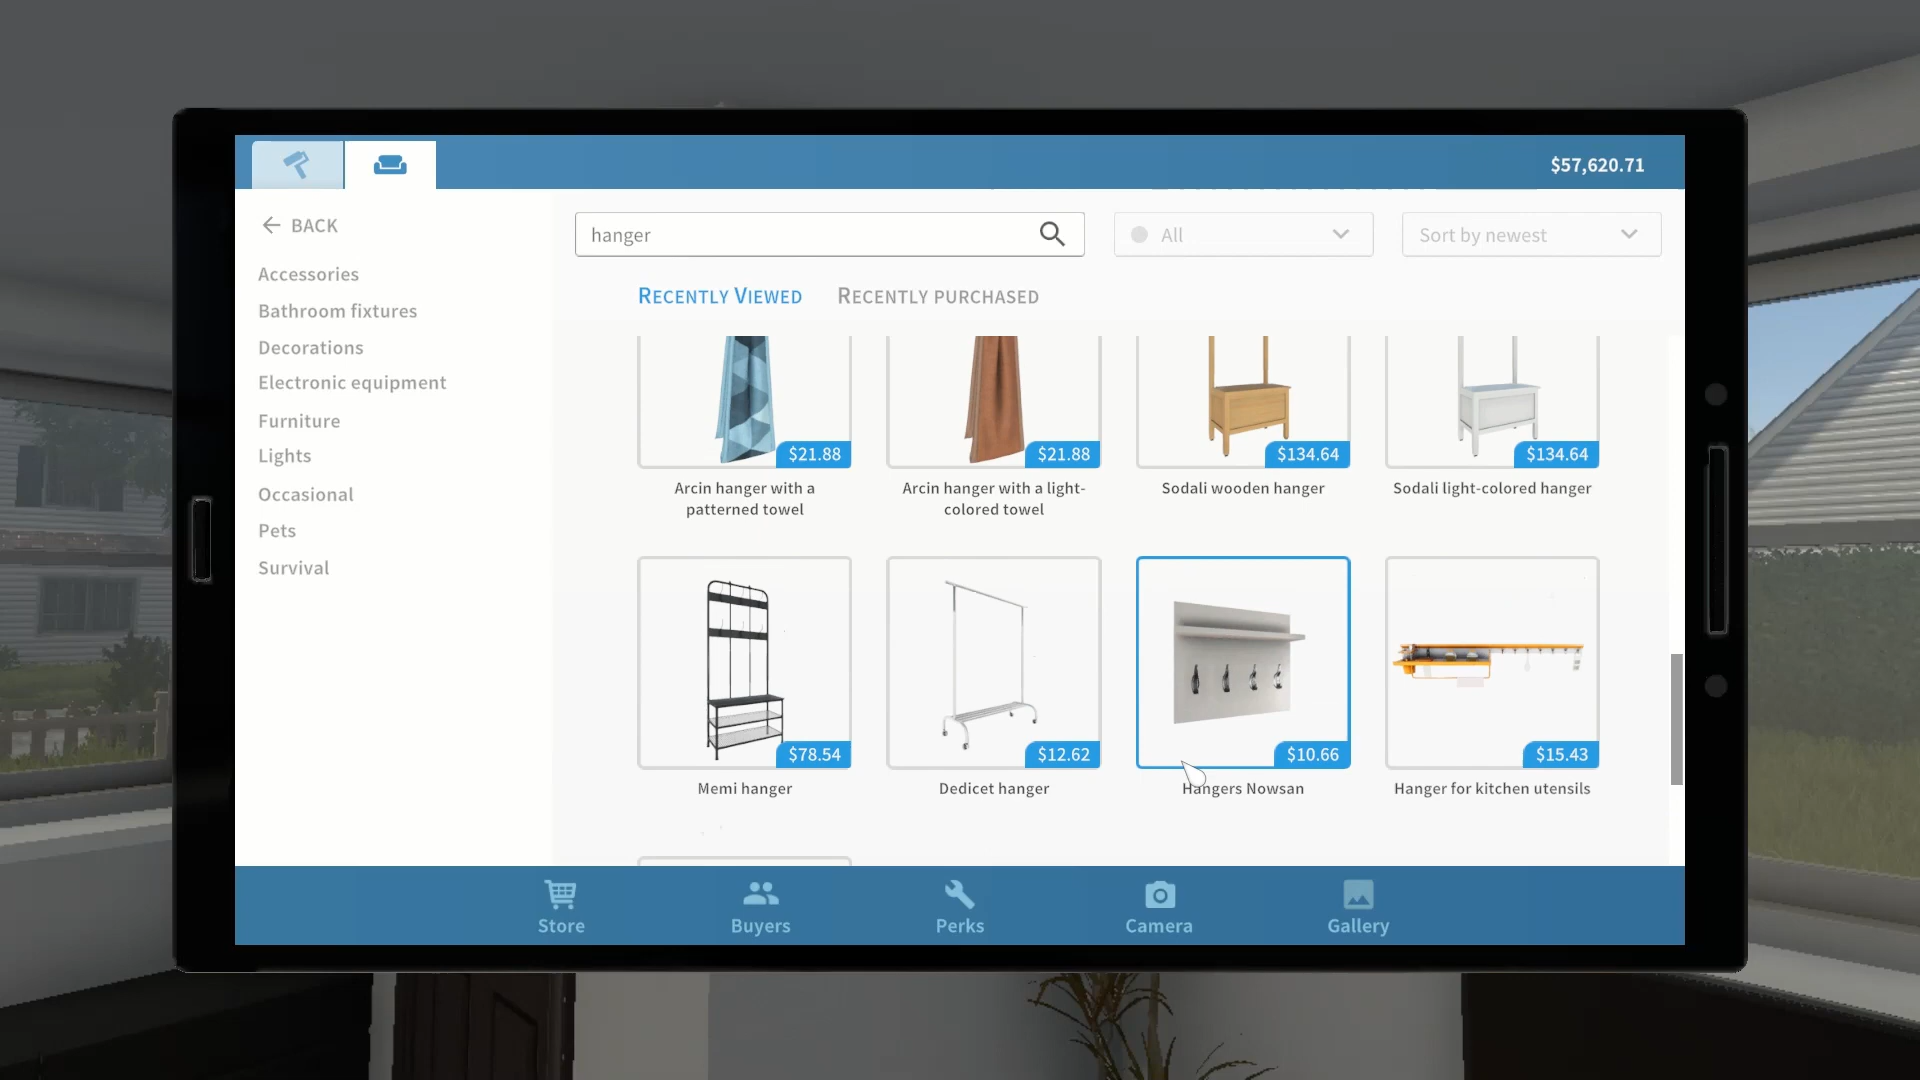 $57,620.71
BACK
hanger
All
Sort by newest
Accessories
Bathroom fixtures
Decorations
Electronic equipment
Furniture
Lights
Occasional
Pets
Survival
RECENTLY VIEWED
RECENTLY PURCHASED
$21.88
$21.88
$134.64
$134.64
Arcin hanger with a
patterned towel
Arcin hanger with a light-
colored towel
Sodali wooden hanger
Sodali light-colored hanger
$78.54
$12.62
$10.66
$15.43
Memi hanger
Dedicet hanger
Hangers Nowsan
Hanger for kitchen utensils
Store
Buyers
Perks
Camera
Gallery